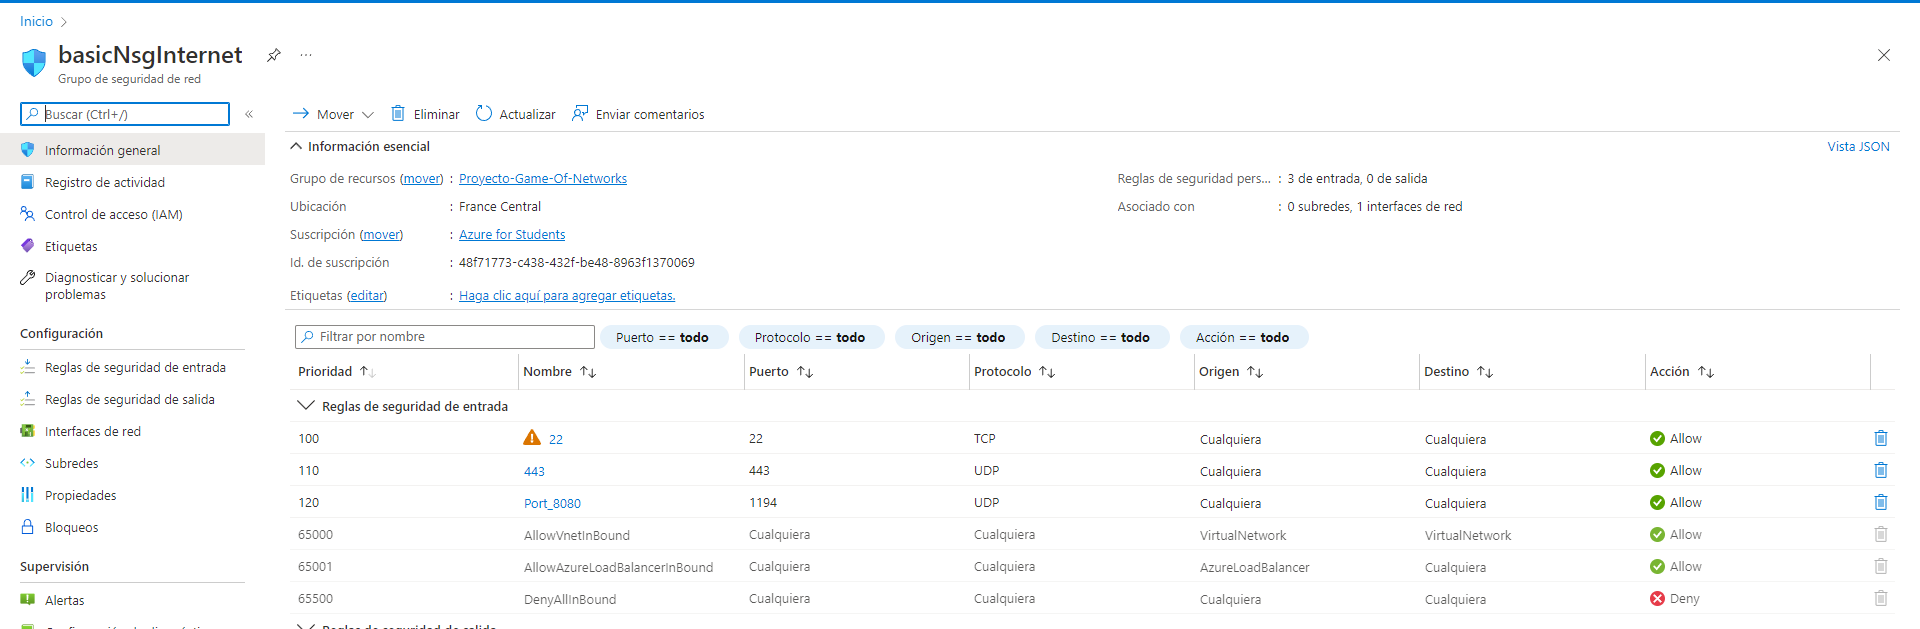 Inicio
basicNsgInternet
Grupo de seguridad de red
Buscar (Ctrl+/)
Información general
Registro de actividad
Control de acceso (IAM)
Etiquetas
Diagnosticar y solucionar
problemas
Configuración
Reglas de seguridad de entrada
Reglas de seguridad de salida
Interfaces de red
Subredes
Propiedades
Bloqueos
Supervisión
Alertas
Mover Eliminar Actualizar Enviar comentarios
Información esencial Vista JSON
Grupo de recursos (mover) : Proyecto-Game-Of-Networks
Ubicación : France Central
Suscripción (mover) : Azure for Students
Id. de suscripción : 48f71773-c438-432f-be48-8963f1370069
Etiquetas (editar) : Haga clic aquí para agregar etiquetas.
Reglas de seguridad pers... : 3 de entrada, 0 de salida
Asociado con : 0 subredes, 1 interfaces de red
Filtrar por nombre Puerto == todo Protocolo == todo Origen == todo Destino == todo Acción == todo
Prioridad Nombre Puerto Protocolo Origen Destino Acción
Reglas de seguridad de entrada
100 22 22 TCP Cualquiera Cualquiera Allow
110 443 443 UDP Cualquiera Cualquiera Allow
120 Port_8080 1194 UDP Cualquiera Cualquiera Allow
65000 AllowVnetInBound Cualquiera Cualquiera VirtualNetwork VirtualNetwork Allow
65001 AllowAzureLoadBalancerInBound Cualquiera Cualquiera AzureLoadBalancer Cualquiera Allow
65500 DenyAllInBound Cualquiera Cualquiera Cualquiera Cualquiera Deny
Reglas de seguridad de salida